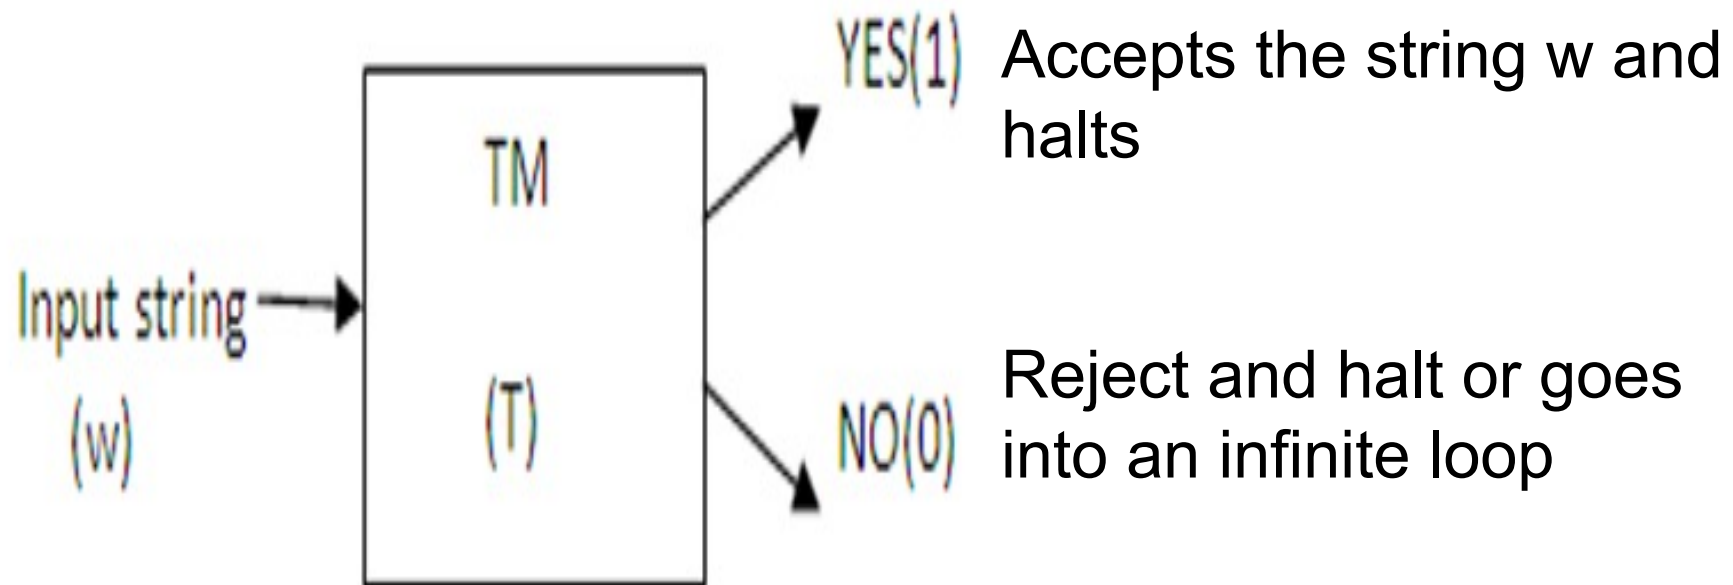 YES(1)
Accepts the string w and
halts
TM
Input string
(w)
(T)
NO(0)
Reject and halt or goes
into an infinite loop